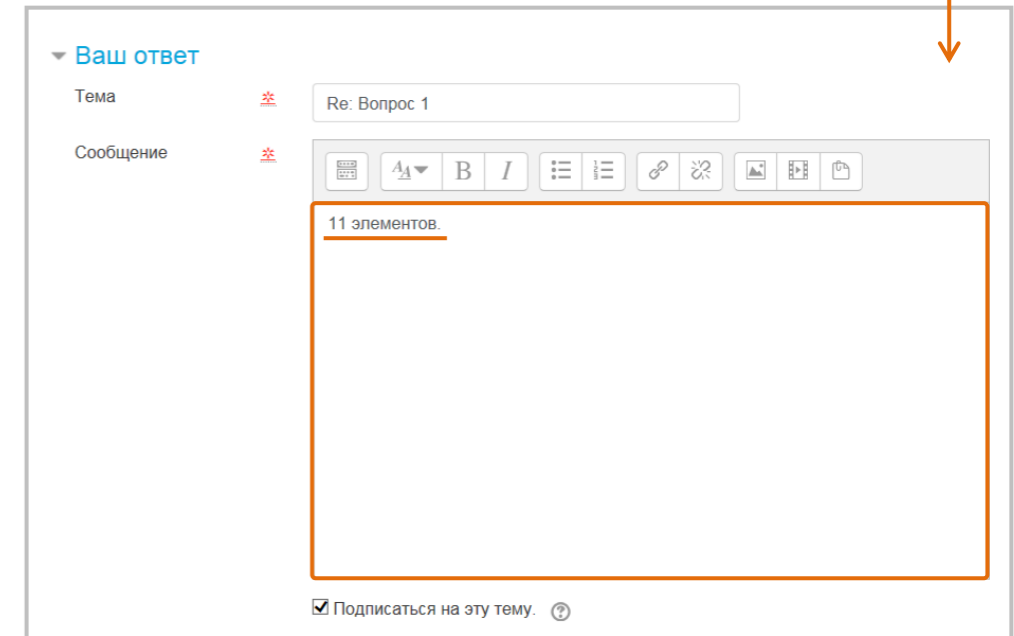 Ваш ответ
Тема
Re: Вопрос 1
Сообщение
11 элементов.
Подписаться на эту тему.